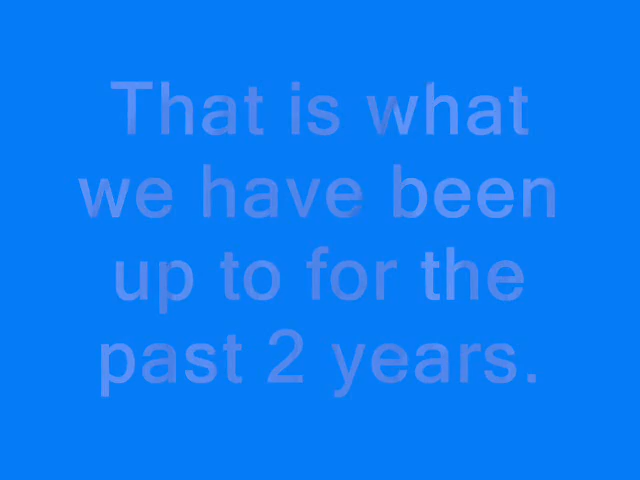 That is what
we have been
up to for the
past 2 years.